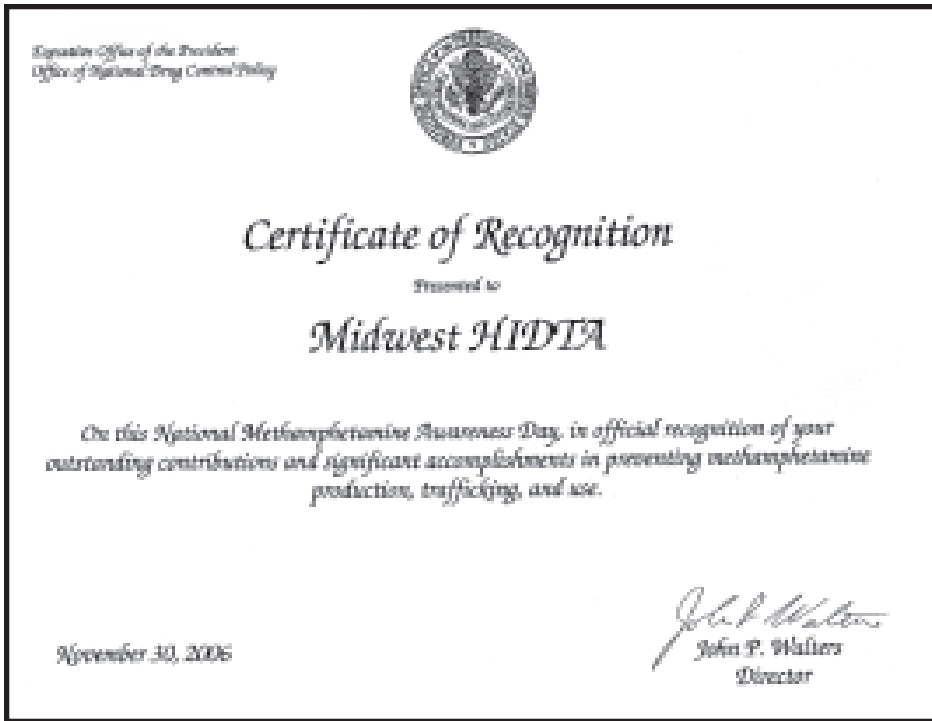 Executive Office of the President
Office of National Drug Control Policy
Certificate of Recognition
Presented to
Midwest HIDTA
On this National Methamphetamine Awareness Day, in official recognition of your
outstanding contributions and significant accomplishments in preventing methamphetamine
production, trafficking, and use.
John P. Walters
November 30, 2006
John P. Walters
Director